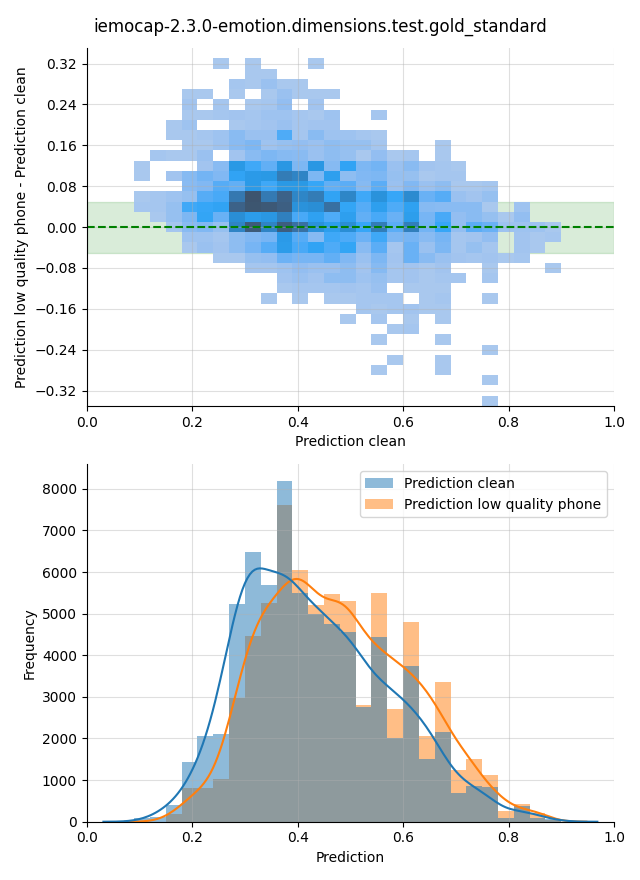 iemocap-2.3.0-emotion.dimensions.test.gold_standard
Prediction low quality phone - Prediction clean
0.32
0.24
0.16
0.08
0.00
−0.08
−0.16
−0.24
−0.32
0.0 0.2 0.4 0.6 0.8 1.0
Prediction clean
Prediction clean
Prediction low quality phone
Frequency
8000
7000
6000
5000
4000
3000
2000
1000
0
0.0 0.2 0.4 0.6 0.8 1.0
Prediction